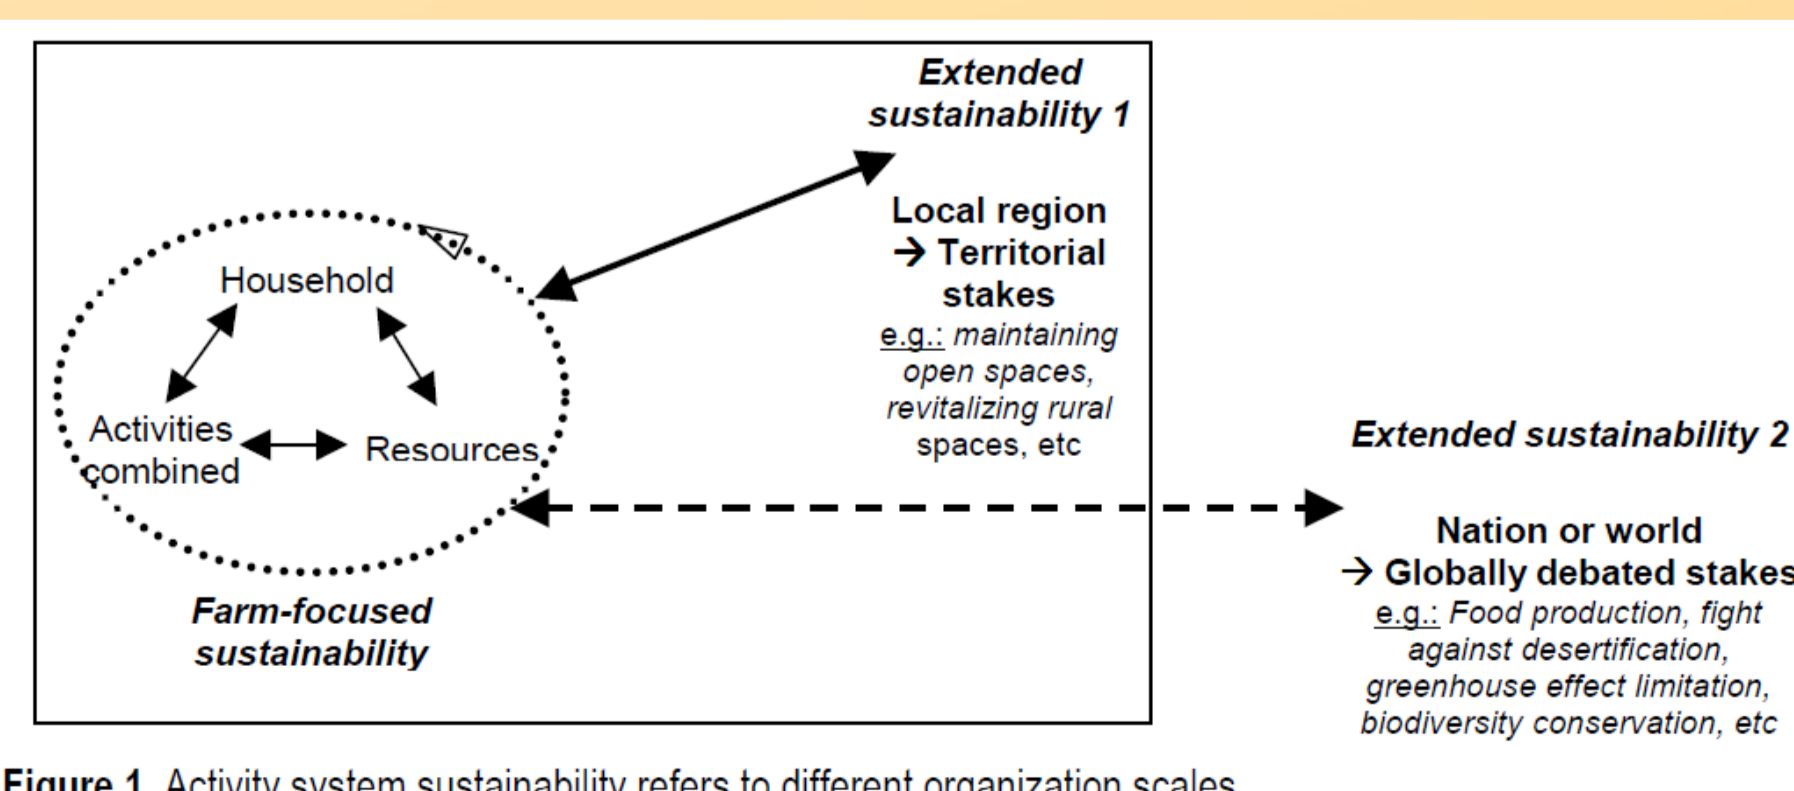 Extended
sustainability 1
Local region
→ Territorial
stakes
e.g.: maintaining
open spaces,
revitalizing rural
spaces, etc
Household
Activities
combined
Resources
Farm-focused
sustainability
Extended sustainability 2
Nation or world
→ Globally debated stakes
e.g.: Food production, fight
against desertification,
greenhouse effect limitation,
biodiversity conservation, etc
Figure 1. Activity system sustainability refers to different organization scales